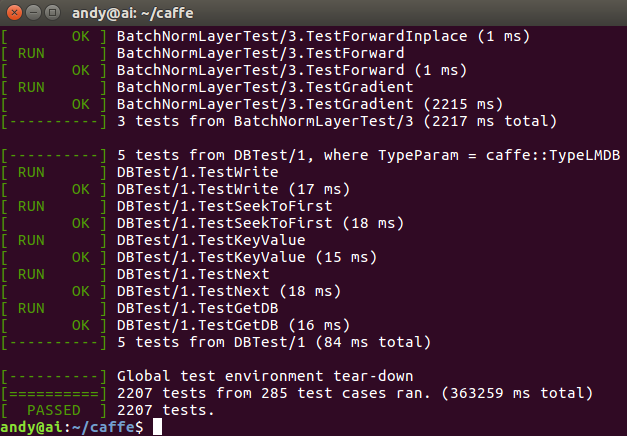 andy@ai: ~/caffe
[       OK ] BatchNormLayerTest/3.TestForwardInplace (1 ms)
[ RUN      ] BatchNormLayerTest/3.TestForward
[       OK ] BatchNormLayerTest/3.TestForward (1 ms)
[ RUN      ] BatchNormLayerTest/3.TestGradient
[       OK ] BatchNormLayerTest/3.TestGradient (2215 ms)
[----------] 3 tests from BatchNormLayerTest/3 (2217 ms total)
[----------] 5 tests from DBTest/1, where TypeParam = caffe::TypeLMDB
[ RUN      ] DBTest/1.TestWrite
[       OK ] DBTest/1.TestWrite (17 ms)
[ RUN      ] DBTest/1.TestSeekToFirst
[       OK ] DBTest/1.TestSeekToFirst (18 ms)
[ RUN      ] DBTest/1.TestKeyValue
[       OK ] DBTest/1.TestKeyValue (15 ms)
[ RUN      ] DBTest/1.TestNext
[       OK ] DBTest/1.TestNext (18 ms)
[ RUN      ] DBTest/1.TestGetDB
[       OK ] DBTest/1.TestGetDB (16 ms)
[----------] 5 tests from DBTest/1 (84 ms total)
[----------] Global test environment tear-down
[==========] 2207 tests from 285 test cases ran. (363259 ms total)
[  PASSED  ] 2207 tests.
andy@ai:~/caffe$